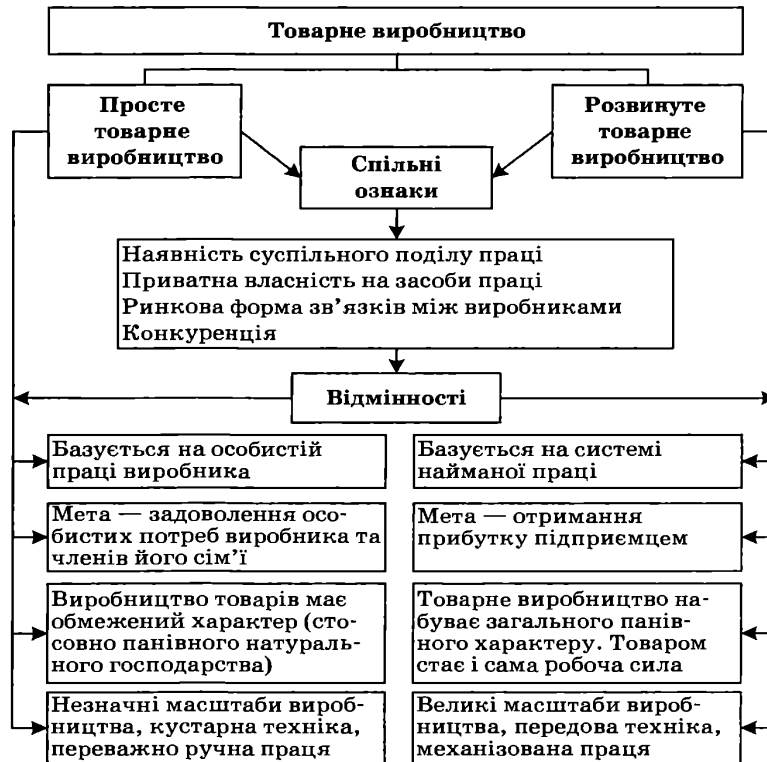 Товарне виробництво
Просте
товарне
виробництво
Розвинуте
товарне
виробництво
Спільні
ознаки
Наявність суспільного поділу праці
Приватна власність на засоби праці
Ринкова форма зв’язків між виробниками
Конкуренція
Відмінності
Базується на особистій
праці виробника
Базується на системі
найманої праці
Мета — задоволення осо-
бистих потреб виробника та
членів його сім’ї
Мета — отримання
прибутку підприємцем
Виробництво товарів має
обмежений характер (сто-
совно панівного натураль-
ного господарства)
Товарне виробництво на-
буває загального панів-
ного характеру. Товаром
стає і сама робоча сила
Незначні масштаби вироб-
ництва, кустарна техніка,
переважно ручна праця
Великі масштаби вироб-
ництва, передова техніка,
механізована праця